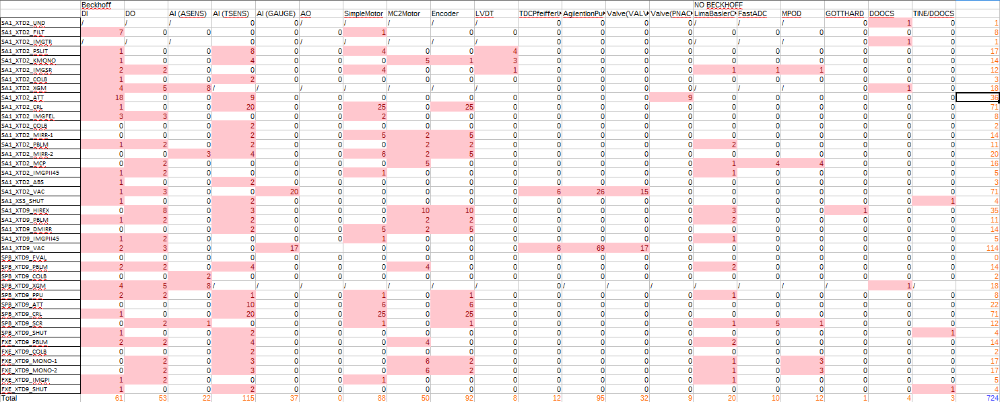 Beckhoff NO BECKHOFF
DI DO AI (ASENS) AI (TSENS) AI (GAUGE) AO SimpleMotor MC2Motor Encoder LVDT TDCPfeifferU AgilentIonPu Valve(VALV Valve(PNAC LimaBaslerC FastADC MPOD GOTTHARD DOOCS TINE/DOOCS
SA1_XTD2_UND / / / 0 0 / / / / / 0 0 0 0 / / / 0 1 0 1
SA1_XTD2_FILT 7 0 0 0 0 0 1 0 0 0 0 0 0 0 0 0 0 0 0 8
SA1_XTD2_IMGTR / / / 0 0 / / / / / 0 0 0 0 / / / 0 1 0 1
SA1_XTD2_PSLIT 1 0 0 8 0 0 4 0 0 4 0 0 0 0 0 0 0 0 0 0 17
SA1_XTD2_KMONO 1 0 0 4 0 0 0 5 1 3 0 0 0 0 0 0 0 0 0 0 14
SA1_XTD2_IMGSR 2 2 0 0 0 0 4 0 0 1 0 0 0 0 1 1 1 0 0 0 12
SA1_XTD2_COLB 1 0 0 2 0 0 0 0 0 0 0 0 0 0 0 0 0 0 0 0 3
SA1_XTD2_XGM 4 5 8 / / / / / / / 0 0 0 0 / / / 0 1 0 18
SA1_XTD2_ATT 18 0 0 9 0 0 0 0 0 0 0 0 0 9 0 0 0 0 0 0 36
SA1_XTD2_CRL 1 0 0 20 0 0 25 0 25 0 0 0 0 0 0 0 0 0 0 0 71
SA1_XTD2_IMGFEL 3 3 0 0 0 0 2 0 0 0 0 0 0 0 0 0 0 0 0 0 8
SA1_XTD2_COLB 0 0 0 2 0 0 0 0 0 0 0 0 0 0 0 0 0 0 0 0 2
SA1_XTD2_MIRR-1 0 0 0 2 0 0 5 2 5 0 0 0 0 0 0 0 0 0 0 0 14
SA1_XTD2_PBLM 1 2 0 2 0 0 0 2 2 0 0 0 0 0 2 0 0 0 0 0 11
SA1_XTD2_MIRR-2 0 0 3 4 0 0 6 2 5 0 0 0 0 0 0 0 0 0 0 0 20
SA1_XTD2_MCP 0 2 0 0 0 0 0 5 0 0 0 0 0 0 1 4 4 0 0 0 16
SA1_XTD2_IMGPII45 1 2 0 0 0 0 1 0 0 0 0 0 0 0 1 0 0 0 0 0 5
SA1_XTD2_ABS 1 0 0 2 0 0 0 0 0 0 0 0 0 0 0 0 0 0 0 0 3
SA1_XTD2_VAC 1 3 0 0 20 0 0 0 0 0 6 26 15 0 0 0 0 0 0 0 71
SA1_XS3_SHUT 1 0 0 2 0 0 0 0 0 0 0 0 0 0 0 0 0 0 0 1 4
SA1_XTD9_HIREX 0 8 0 3 0 0 0 10 10 0 0 0 0 0 3 0 0 1 0 0 35
SA1_XTD9_PBLM 1 2 0 2 0 0 0 2 2 0 0 0 0 0 2 0 0 0 0 0 11
SA1_XTD9_DMIRR 0 0 0 2 0 0 5 2 5 0 0 0 0 0 0 0 0 0 0 0 14
SA1_XTD9_IMGPII45 1 2 0 0 0 0 1 0 0 0 0 0 0 0 1 0 0 0 0 0 5
SA1_XTD9_VAC 2 3 0 0 17 0 0 0 0 6 69 17 0 0 0 0 0 0 0 114
SPB_XTD9_FVAL 0 0 0 0 0 0 0 0 0 0 0 0 0 0 0 0 0 0 0 0 0
SPB_XTD9_PBLM 2 2 0 4 0 0 0 4 0 0 0 0 0 0 2 0 0 0 0 0 14
SPB_XTD9_COLB 0 0 2 0 0 0 0 0 0 0 0 0 0 0 0 0 0 0 0 0 2
SPB_XTD9_XGM 4 5 8 / / / / / / / 0 / / / / / / / 1 / 18
SPB_XTD9_PPU 2 2 0 1 0 0 1 0 1 0 0 0 0 0 1 0 0 0 0 0 8
SPB_XTD9_ATT 0 0 0 10 0 0 6 0 6 0 0 0 0 0 0 0 0 0 0 0 22
SPB_XTD9_CRL 1 0 0 20 0 0 25 0 25 0 0 0 0 0 0 0 0 0 0 0 71
SPB_XTD9_SCR 0 2 1 0 0 0 1 0 1 0 0 0 0 0 1 5 1 0 0 0 12
SPB_XTD9_SHUT 1 0 0 2 0 0 0 0 0 0 0 0 0 0 0 0 0 0 0 1 4
FXE_XTD9_PBLM 2 2 0 4 0 0 0 4 0 0 0 0 0 0 2 0 0 0 0 0 14
FXE_XTD9_COLB 0 0 0 2 0 0 0 0 0 0 0 0 0 0 0 0 0 0 0 0 2
FXE_XTD9_MONO-1 0 2 0 3 0 0 0 6 2 0 0 0 0 0 1 0 3 0 0 0 17
FXE_XTD9_MONO-2 0 2 0 3 0 0 0 6 2 0 0 0 0 0 1 0 3 0 0 0 17
FXE_XTD9_IMGPI 1 2 0 0 0 0 1 0 0 0 0 0 0 0 1 0 0 0 0 0 5
FXE_XTD9_SHUT 1 0 0 2 0 0 0 0 0 0 0 0 0 0 0 0 0 0 0 1 4
Total 61 53 22 115 37 0 88 50 92 8 12 95 32 9 20 10 12 1 4 3 724